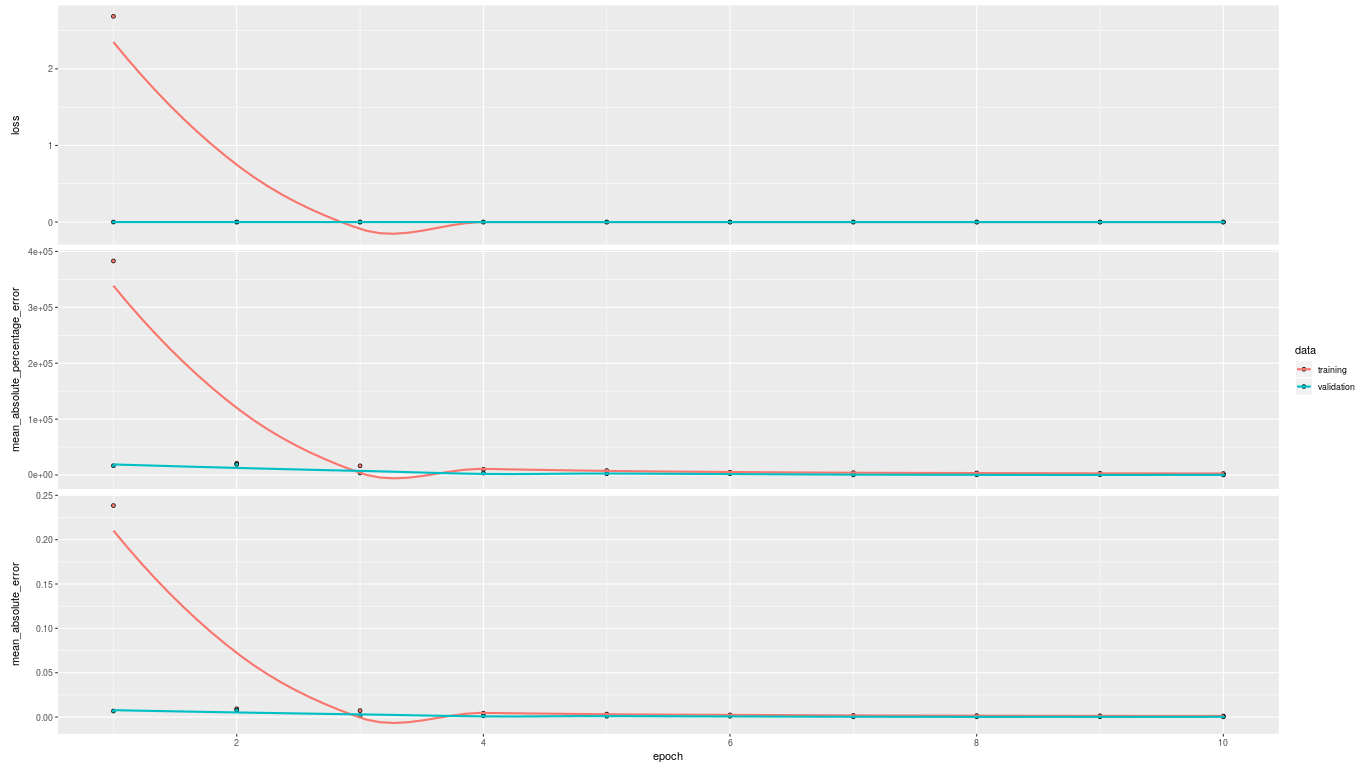 loss
2
1
0
mean_absolute_percentage_error
4e+05
3e+05
2e+05
1e+05
0e+00
mean_absolute_error
0.25
0.20
0.15
0.10
0.05
0.00
2
4
6
8
10
epoch
data
training
validation